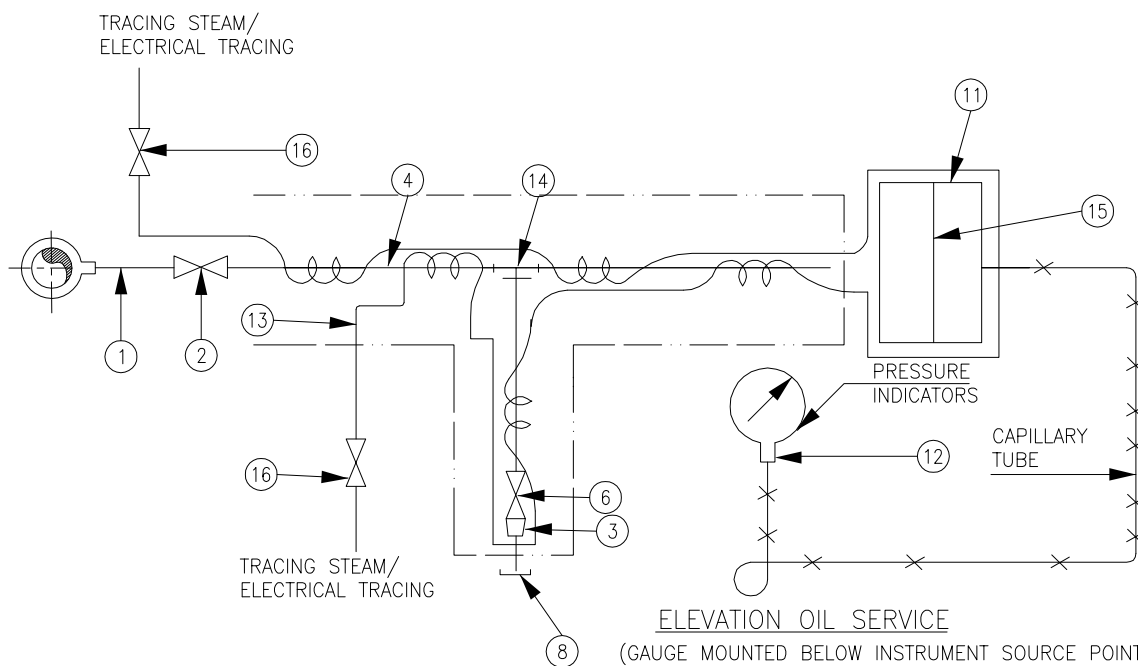 TRACING STEAM/
ELECTRICAL TRACING
16
11
4
14
15
1
2
13
PRESSURE
INDICATORS
12
CAPILLARY
TUBE
16
6
3
TRACING STEAM/
ELECTRICAL TRACING
8
ELEVATION OIL SERVICE
(GAUGE MOUNTED BELOW INSTRUMENT SOURCE POINT